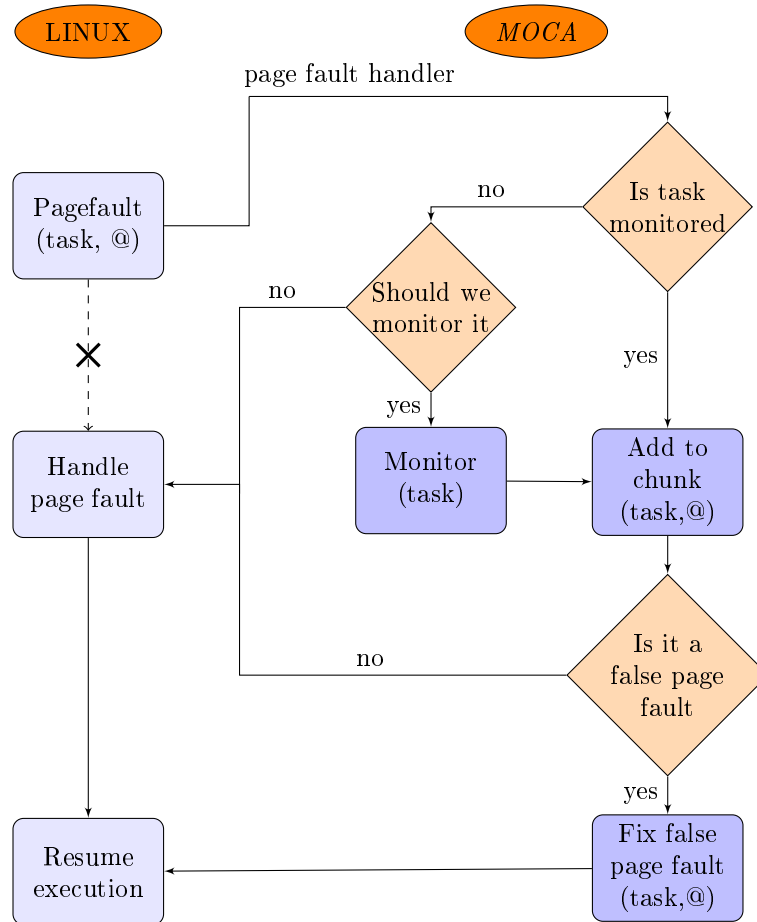 LINUX
MOCA
page fault handler
Pagefault
(task, @)
Is task
monitored
no
Should we
monitor it
no
yes
yes
Handle
page fault
Monitor
(task)
Add to
chunk
(task,@)
Is it a
false page
fault
no
yes
Resume
execution
Fix false
page fault
(task,@)